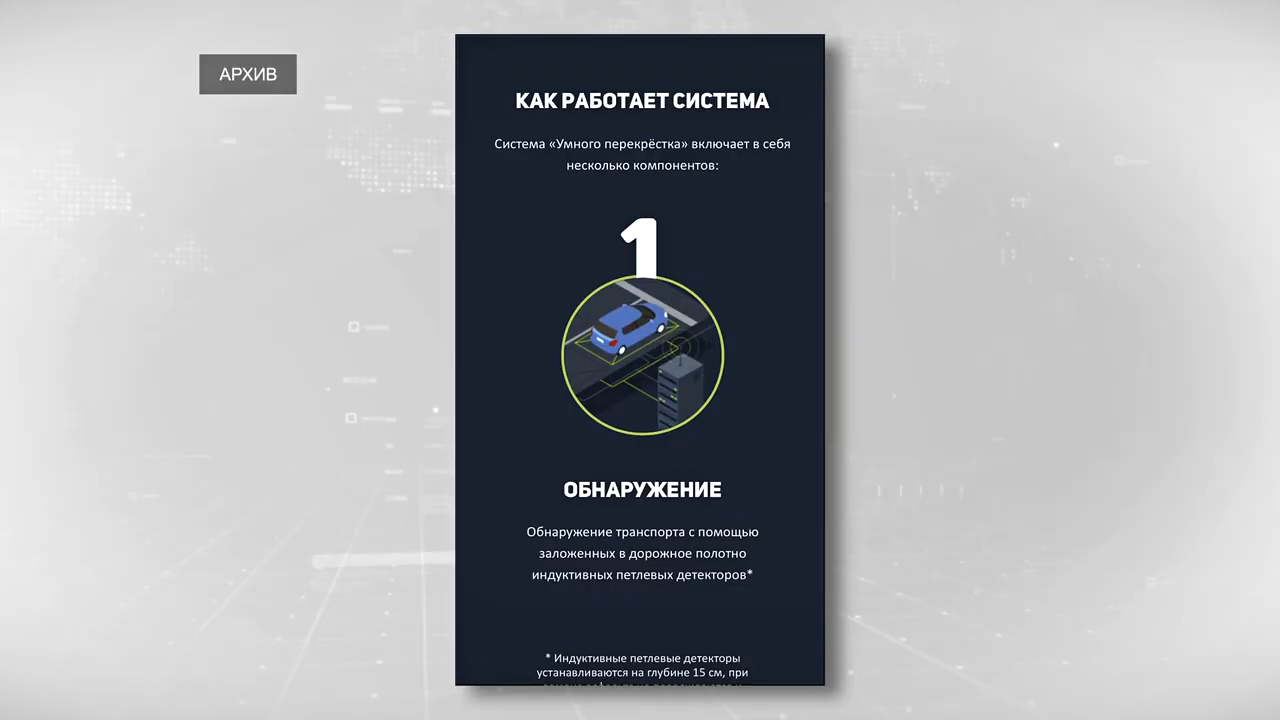 АРХИВ
КАК РАБОТАЕТ СИСТЕМА
Система «Умного перекрёстка» включает в себя
несколько компонентов:
1
ОБНАРУЖЕНИЕ
Обнаружение транспорта с помощью
заложенных в дорожное полотно
индуктивных петлевых детекторов*
* Индуктивные петлевые детекторы
устанавливаются на глубине 15 см, при